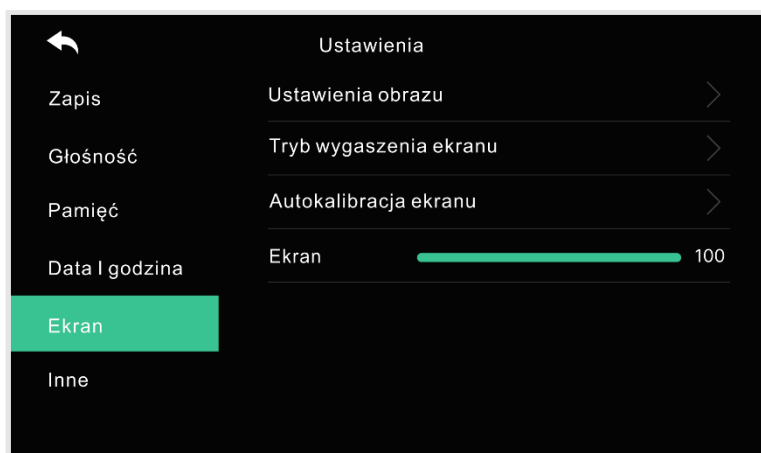 Ustawienia
Zapis
Głośność
Pamięć
Data I godzina
Ekran
Inne
Ustawienia obrazu
Tryb wygaszenia ekranu
Autokalibracja ekranu
Ekran 100